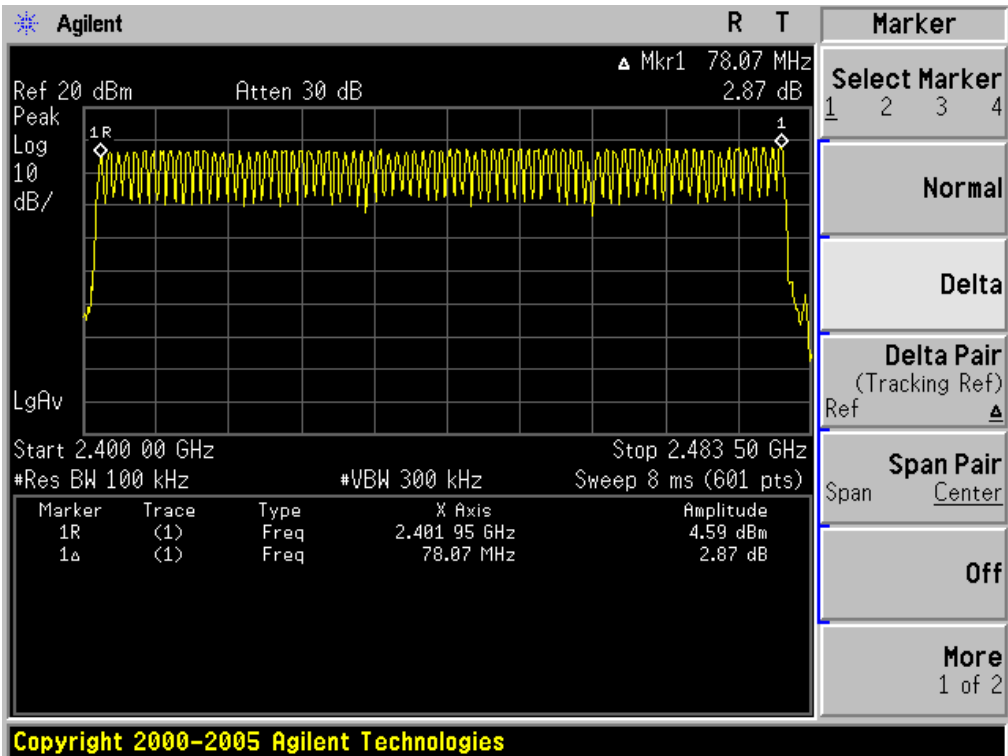 Agilent R T
Δ Mkr1 78.07 MHz
Ref 20 dBm Atten 30 dB 2.87 dB
Peak
Log
10
dB/
1R
1
LgAv
Start 2.400 00 GHz Stop 2.483 50 GHz
#Res BW 100 kHz #VBW 300 kHz Sweep 8 ms (601 pts)
Marker Trace Type X Axis Amplitude
1R (1) Freq 2.401 95 GHz 4.59 dBm
1Δ (1) Freq 78.07 MHz 2.87 dB
Marker
Select Marker
1 2 3 4
Normal
Delta
Delta Pair
(Tracking Ref)
Ref Δ
Span Pair
Span Center
Off
More
1 of 2
Copyright 2000-2005 Agilent Technologies